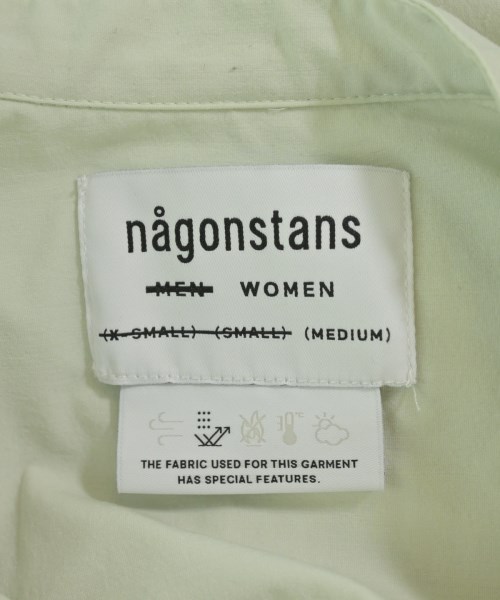 någonstans
MEN WOMEN
(X-SMALL) (SMALL) (MEDIUM)
THE FABRIC USED FOR THIS GARMENT
HAS SPECIAL FEATURES.